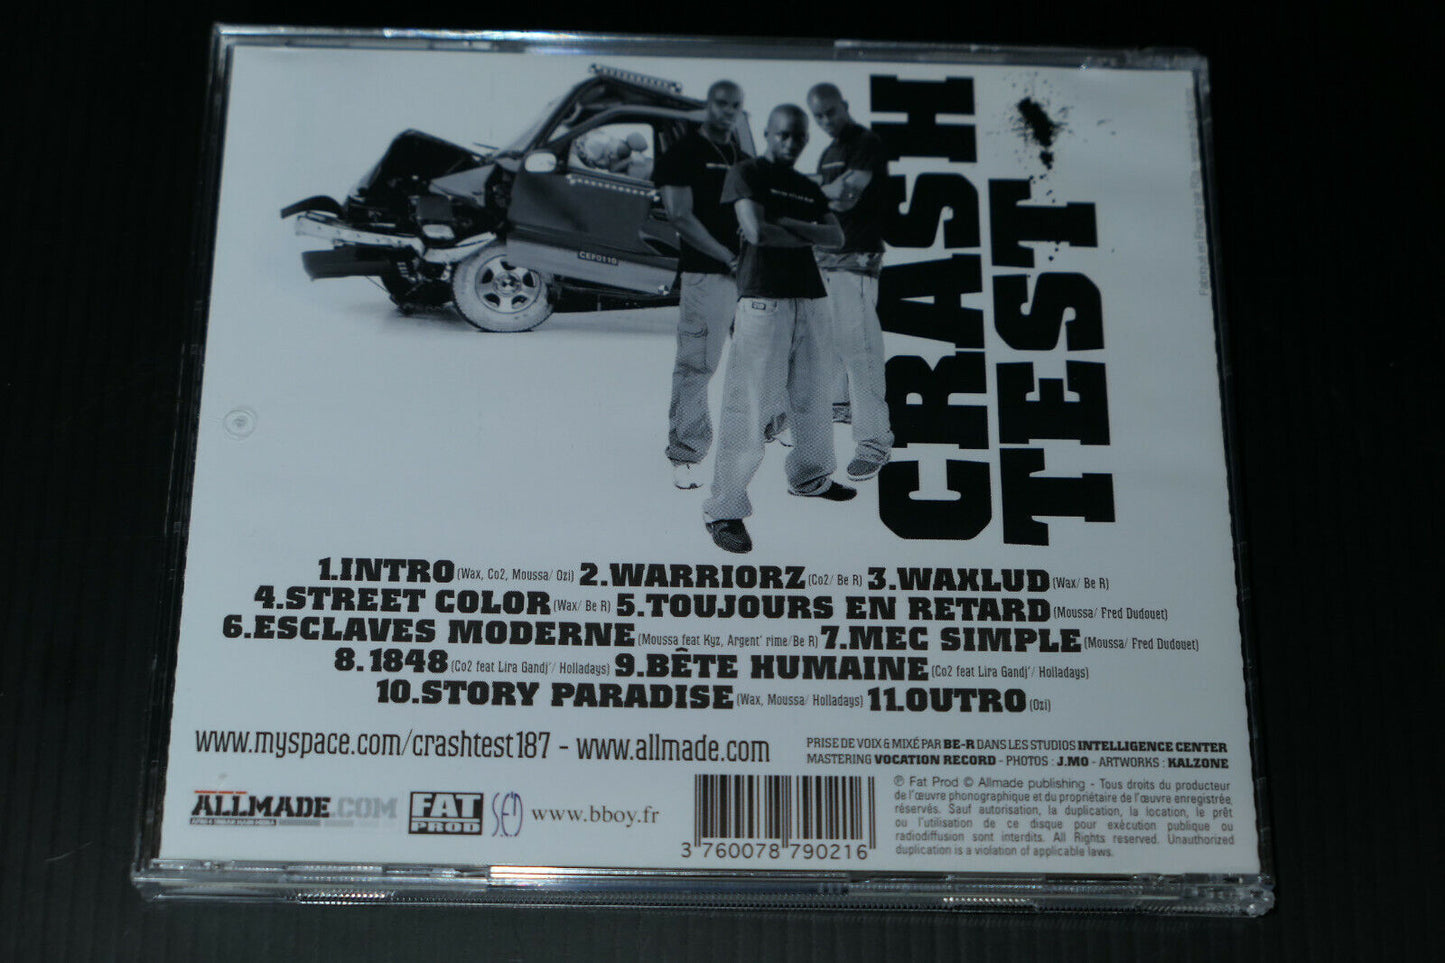 CRASH
TEST
CEF0110
1.INTRO (Wax, Co2, Moussa/ Ozi) 2.WARRIORZ (Co2/ Be R) 3.WAXLUD (Wax/ Be R)
4.STREET COLOR (Wax/ Be R) 5.TOUJOURS EN RETARD (Moussa/ Fred Dudouet)
6.ESCLAVES MODERNE (Moussa feat Kyz, Argent' rime/Be R) 7.MEC SIMPLE (Moussa/ Fred Dudouet)
8.1848 (Co2 feat Lira Gandj'/ Holladays) 9.BÊTE HUMAINE (Co2 feat Lira Gandj'/ Holladays)
10.STORY PARADISE (Wax, Moussa/ Holladays) 11.OUTRO (Ozi)
www.myspace.com/crashtest187 - www.allmade.com
PRISE DE VOIX & MIXÉ PAR BE-R DANS LES STUDIOS INTELLIGENCE CENTER
MASTERING VOCATION RECORD - PHOTOS : J.MO - ARTWORKS : KALZONE
ALLMADE.COM
FAT
PROD
www.bboy.fr
3 760078 790216
℗ Fat Prod © Allmade publishing - Tous droits du producteur
de l'œuvre phonographique et du propriétaire de l'œuvre enregistrée
réservés. Sauf autorisation, la duplication, la location, le prêt
ou l'utilisation de ce disque pour exécution publique ou
radiodiffusion sont interdits. All Rights reserved. Unauthorized
duplication is a violation of applicable laws.